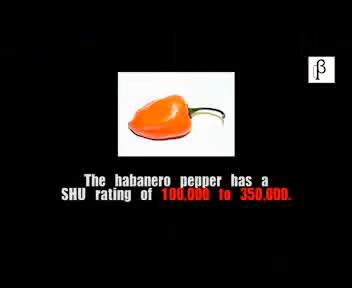 β
The habanero pepper has a
SHU rating of 100,000 to 350,000.